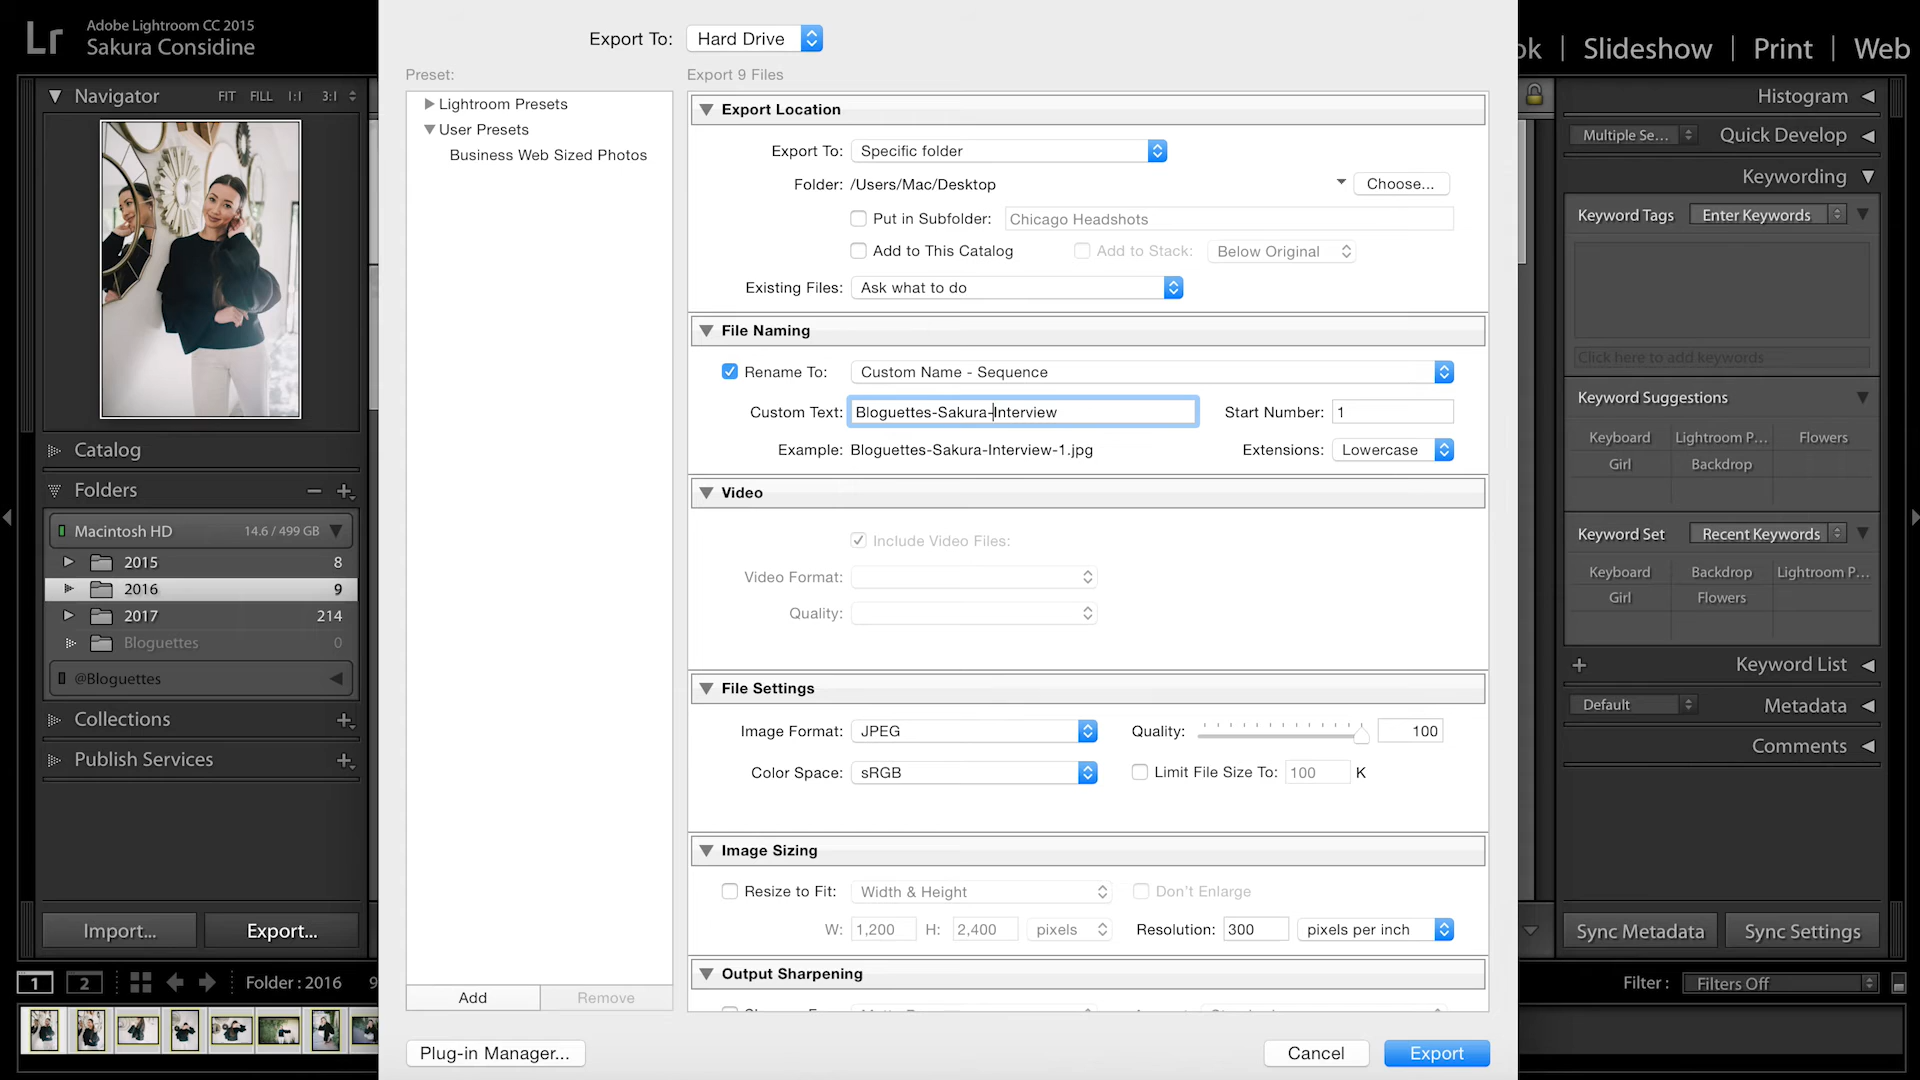 Lr
Adobe Lightroom CC 2015
Sakura Considine
Slideshow | Print | Web
Navigator FIT FILL 1:1 3:1
Catalog
Folders
Macintosh HD 14.6 / 499 GB
2015 8
2016 9
2017 214
Bloguettes 0
@Bloguettes
Collections
Publish Services
Import... Export...
1 2 Folder : 2016 9
Export To: Hard Drive
Preset:
Lightroom Presets
User Presets
Business Web Sized Photos
Add Remove
Plug-in Manager...
Export 9 Files
Export Location
Export To: Specific folder
Folder: /Users/Mac/Desktop Choose...
Put in Subfolder: Chicago Headshots
Add to This Catalog Add to Stack: Below Original
Existing Files: Ask what to do
File Naming
Rename To: Custom Name - Sequence
Custom Text: Bloguettes-Sakura-Interview Start Number: 1
Example: Bloguettes-Sakura-Interview-1.jpg Extensions: Lowercase
Video
Include Video Files:
Video Format:
Quality:
File Settings
Image Format: JPEG Quality: 100
Color Space: sRGB Limit File Size To: 100 K
Image Sizing
Resize to Fit: Width & Height Don't Enlarge
W: 1,200 H: 2,400 pixels Resolution: 300 pixels per inch
Output Sharpening
Cancel Export
Histogram
Multiple Se... Quick Develop
Keywording
Keyword Tags Enter Keywords
Click here to add keywords
Keyword Suggestions
Keyboard Lightroom P... Flowers
Girl Backdrop
Keyword Set Recent Keywords
Keyboard Backdrop Lightroom P...
Girl Flowers
Keyword List
Default Metadata
Comments
Sync Metadata Sync Settings
Filter : Filters Off